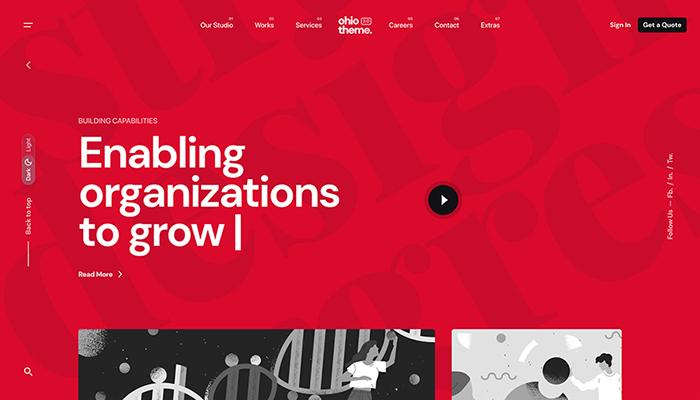 01
Our Studio
02
Works
03
Services
ohio
theme.
05
Careers
06
Contact
07
Extras
Sign In
Get a Quote
Dark
Light
Back to top
BUILDING CAPABILITIES
Enabling
organizations
to grow |
Read More
Follow Us — Fb. / In. / Tw.